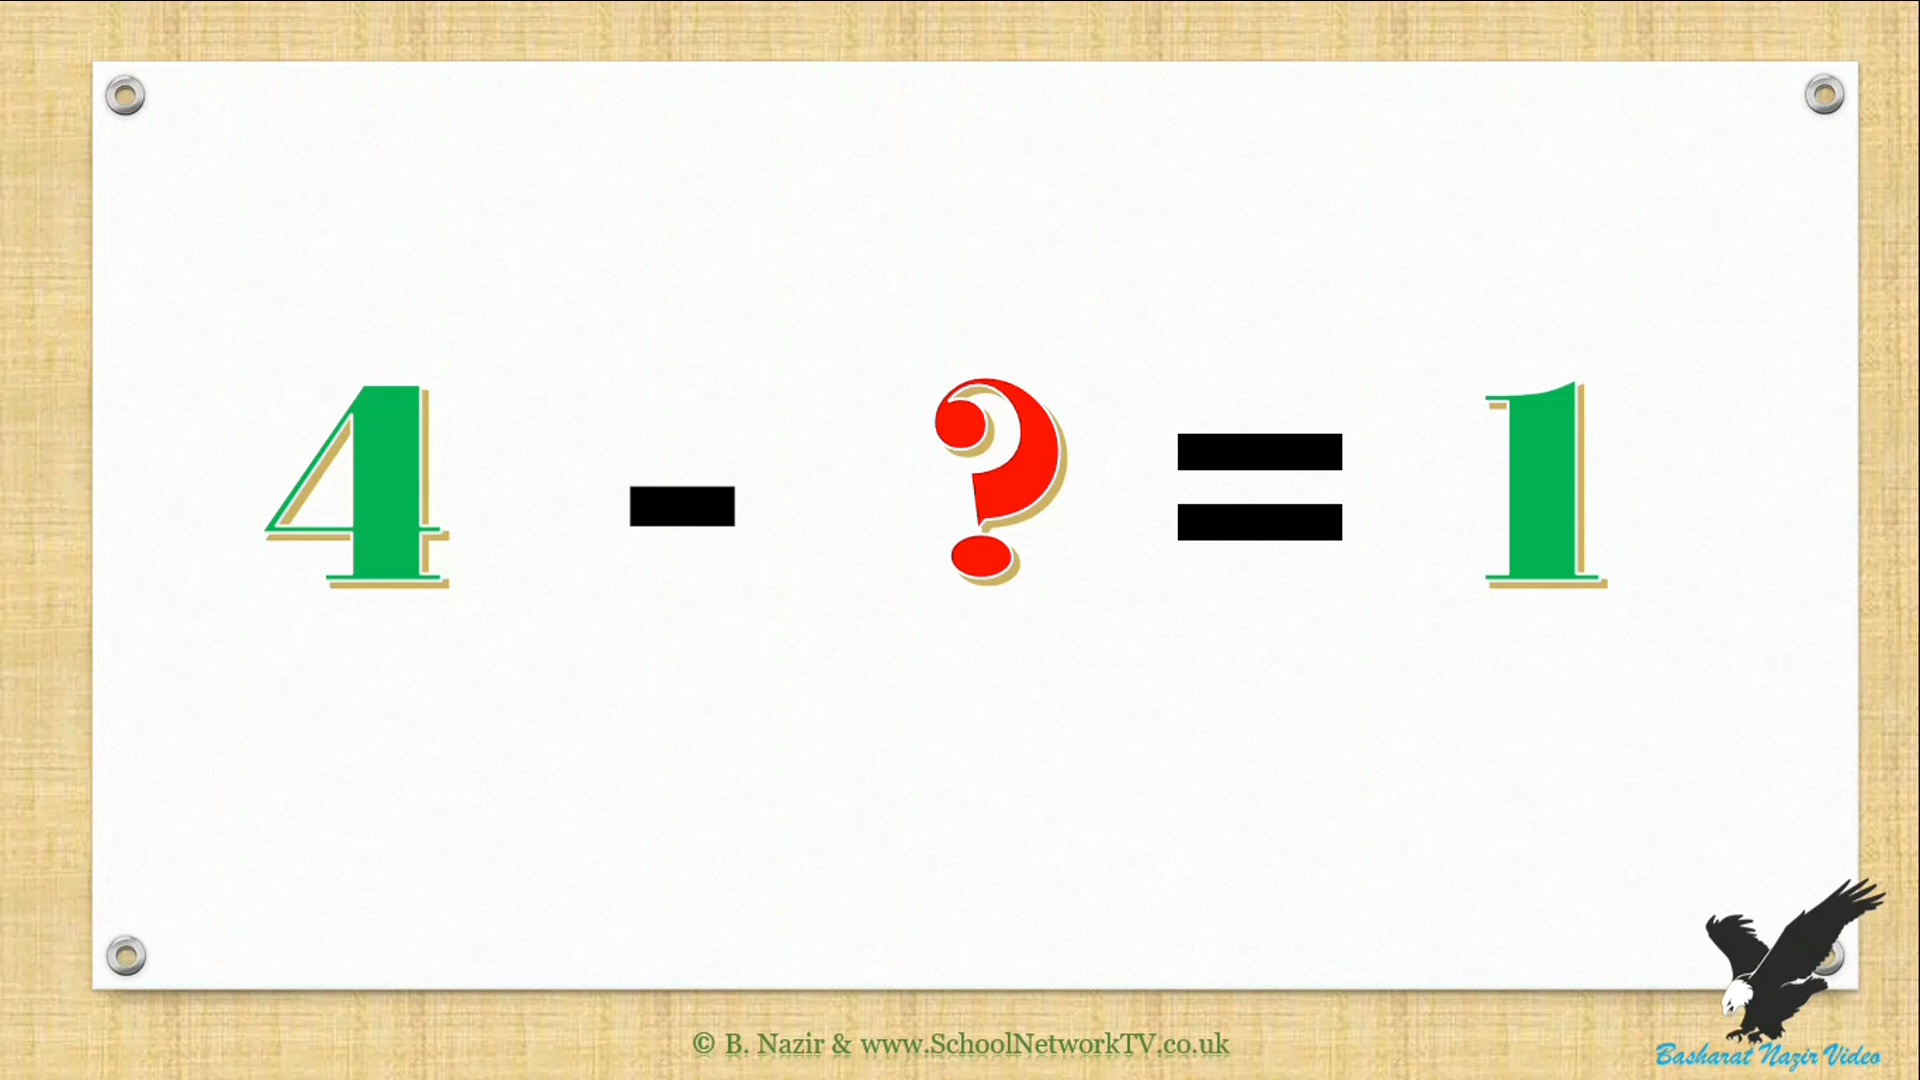 4 - ? = 1
© B. Nazir & www.SchoolNetworkTV.co.uk
Basharat Nazir Video